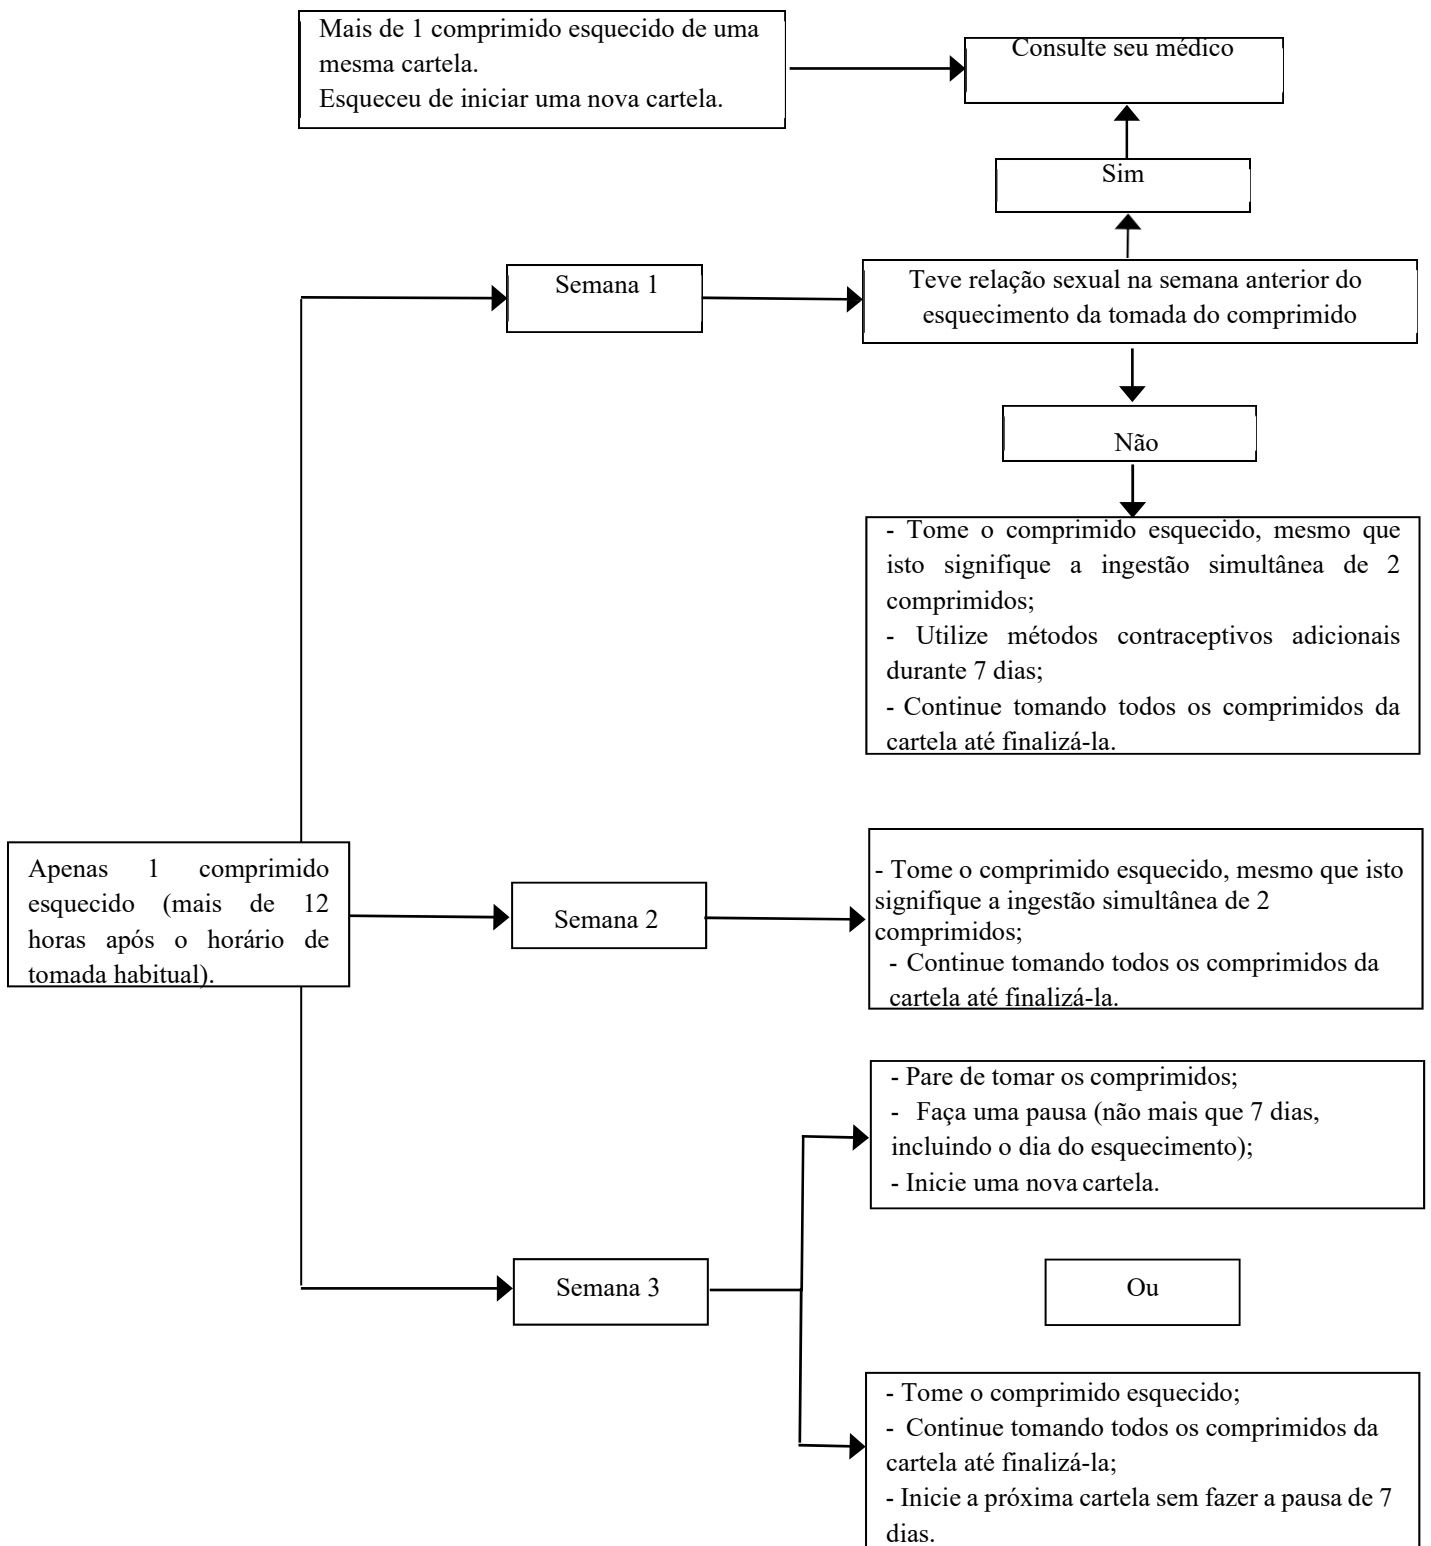 Mais de 1 comprimido esquecido de uma
mesma cartela.
Esqueceu de iniciar uma nova cartela.
Consulte seu médico
Sim
Semana 1
Teve relação sexual na semana anterior do
esquecimento da tomada do comprimido
Não
- Tome o comprimido esquecido, mesmo que
isto signifique a ingestão simultânea de 2
comprimidos;
- Utilize métodos contraceptivos adicionais
durante 7 dias;
- Continue tomando todos os comprimidos da
cartela até finalizá-la.
Apenas 1 comprimido
esquecido (mais de 12
horas após o horário de
tomada habitual).
Semana 2
- Tome o comprimido esquecido, mesmo que isto
signifique a ingestão simultânea de 2
comprimidos;
- Continue tomando todos os comprimidos da
cartela até finalizá-la.
Semana 3
- Pare de tomar os comprimidos;
- Faça uma pausa (não mais que 7 dias,
incluindo o dia do esquecimento);
- Inicie uma nova cartela.
Ou
- Tome o comprimido esquecido;
- Continue tomando todos os comprimidos da
cartela até finalizá-la;
- Inicie a próxima cartela sem fazer a pausa de 7
dias.